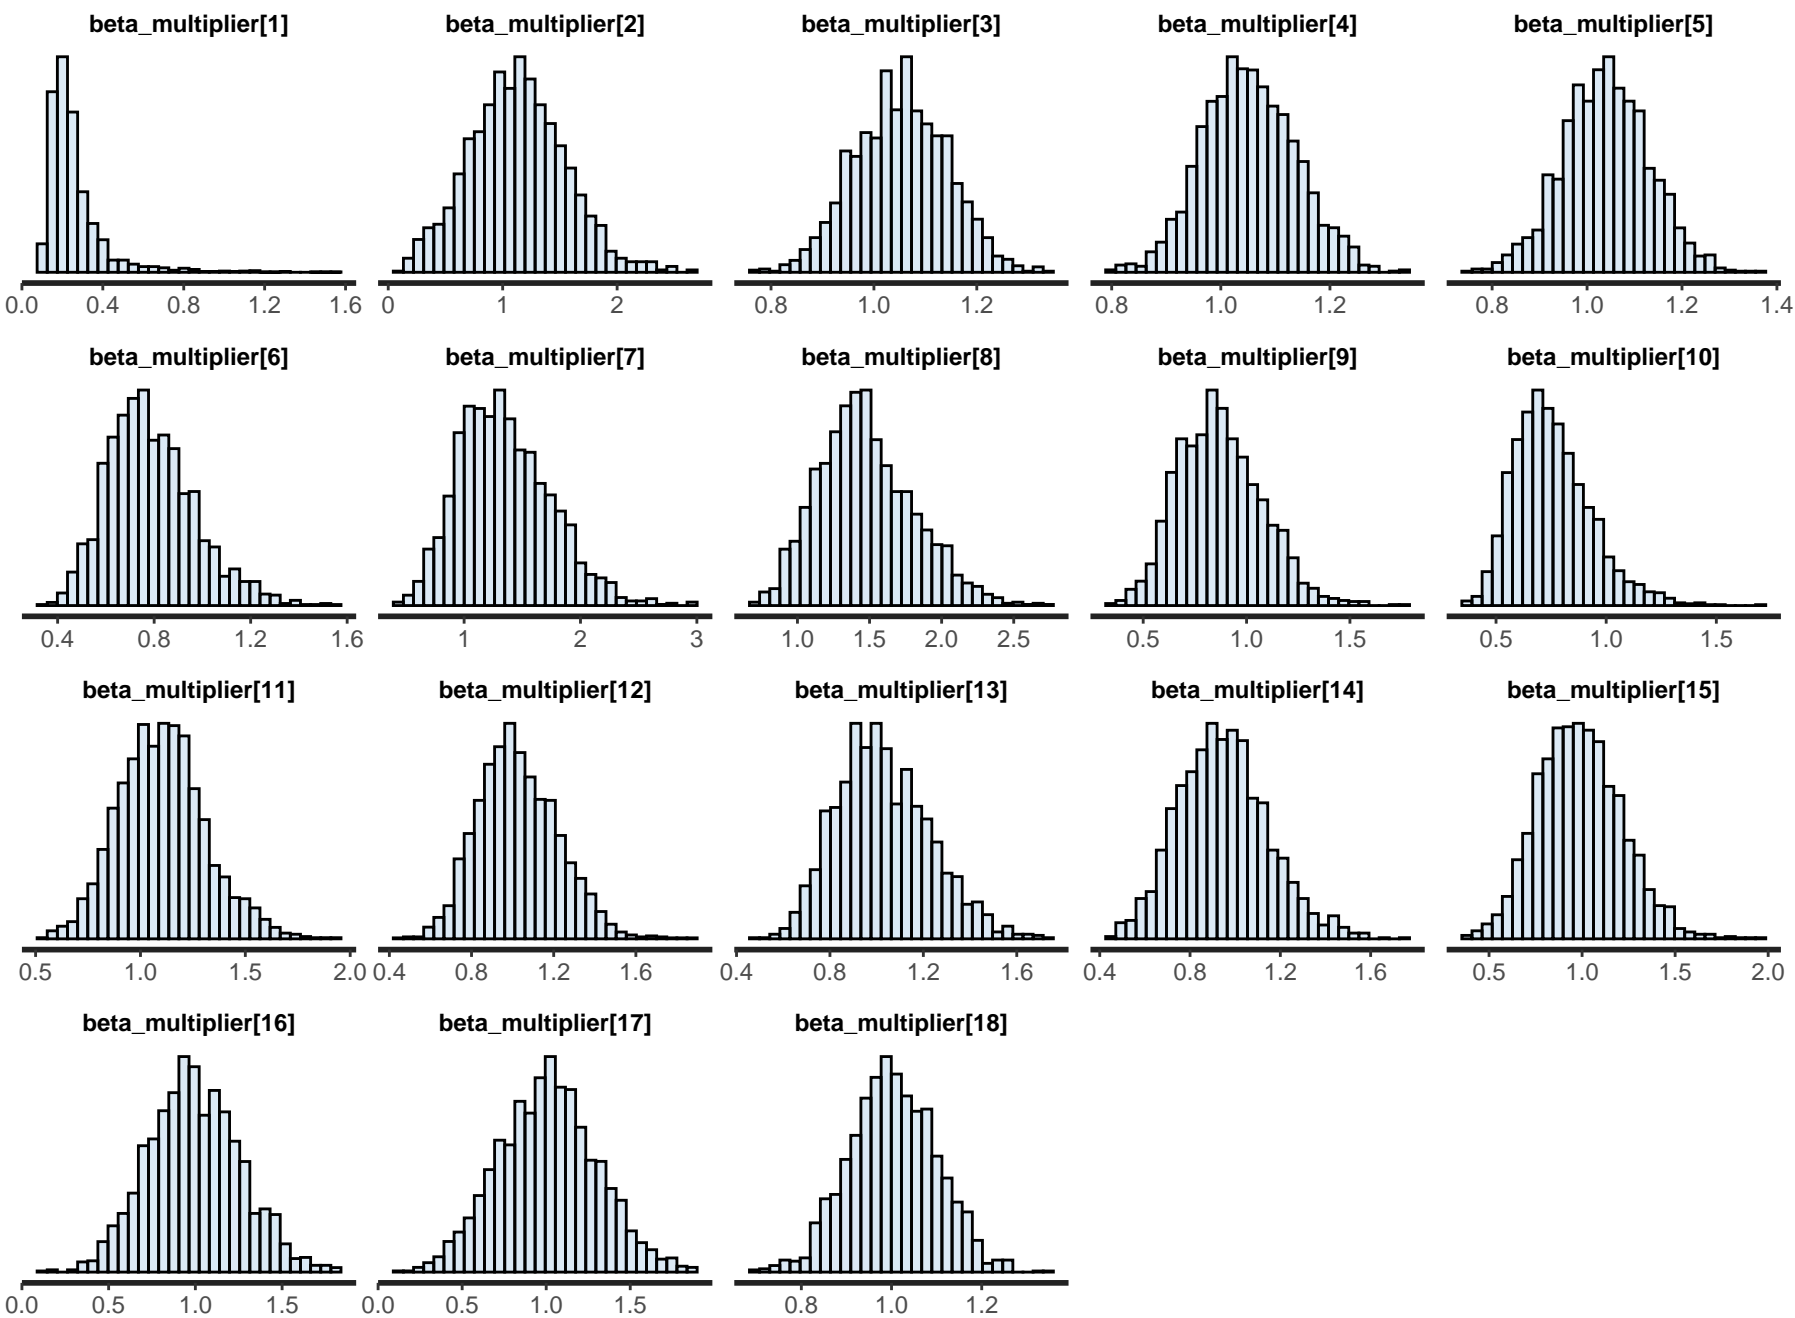 beta_multiplier[1] beta_multiplier[2] beta_multiplier[3] beta_multiplier[4] beta_multiplier[5]
0.0 0.4 0.8 1.2 1.6 0 1 2 0.8 1.0 1.2 0.8 1.0 1.2 0.8 1.0 1.2 1.4
beta_multiplier[6] beta_multiplier[7] beta_multiplier[8] beta_multiplier[9] beta_multiplier[10]
0.4 0.8 1.2 1.6 1 2 3 1.0 1.5 2.0 2.5 0.5 1.0 1.5 0.5 1.0 1.5
beta_multiplier[11] beta_multiplier[12] beta_multiplier[13] beta_multiplier[14] beta_multiplier[15]
0.5 1.0 1.5 2.0 0.4 0.8 1.2 1.6 0.4 0.8 1.2 1.6 0.4 0.8 1.2 1.6 0.5 1.0 1.5 2.0
beta_multiplier[16] beta_multiplier[17] beta_multiplier[18]
0.0 0.5 1.0 1.5 0.0 0.5 1.0 1.5 0.8 1.0 1.2